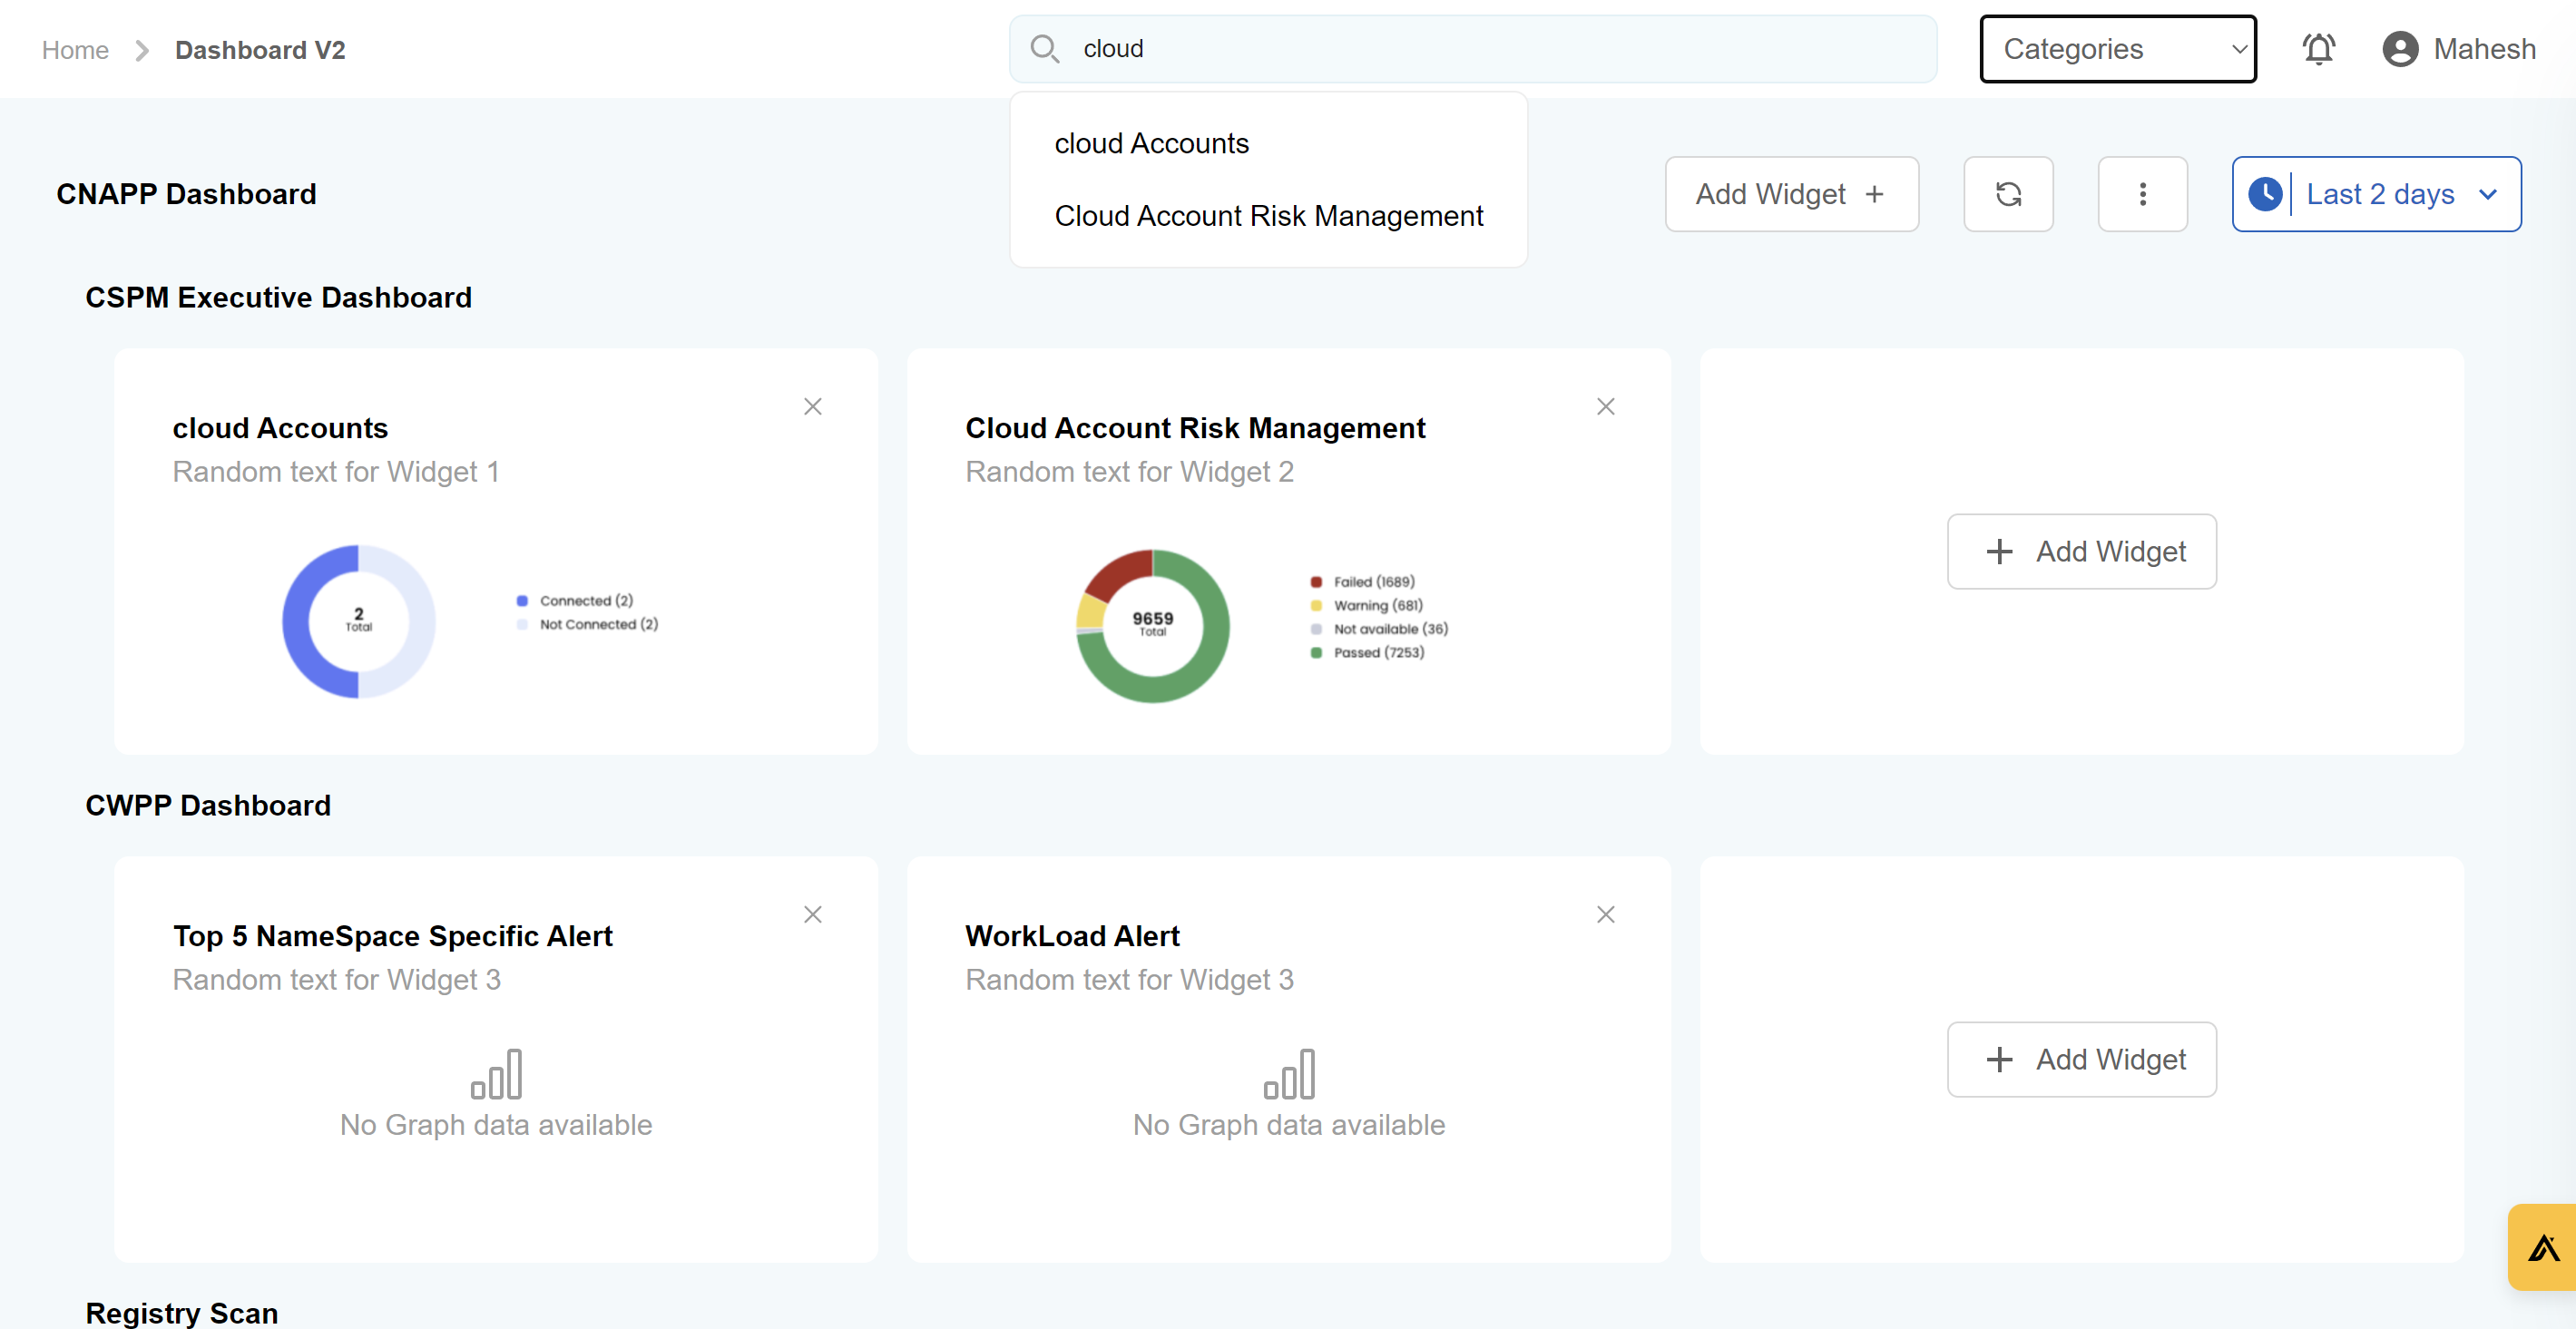 Home
Dashboard V2
cloud
Categories
Mahesh
cloud Accounts
Cloud Account Risk Management
CNAPP Dashboard
Add Widget
Last 2 days
CSPM Executive Dashboard
cloud Accounts
Random text for Widget 1
2
Total
Connected (2)
Not Connected (2)
Cloud Account Risk Management
Random text for Widget 2
9659
Total
Failed (1689)
Warning (681)
Not available (36)
Passed (7253)
Add Widget
CWPP Dashboard
Top 5 NameSpace Specific Alert
Random text for Widget 3
No Graph data available
WorkLoad Alert
Random text for Widget 3
No Graph data available
Add Widget
Registry Scan